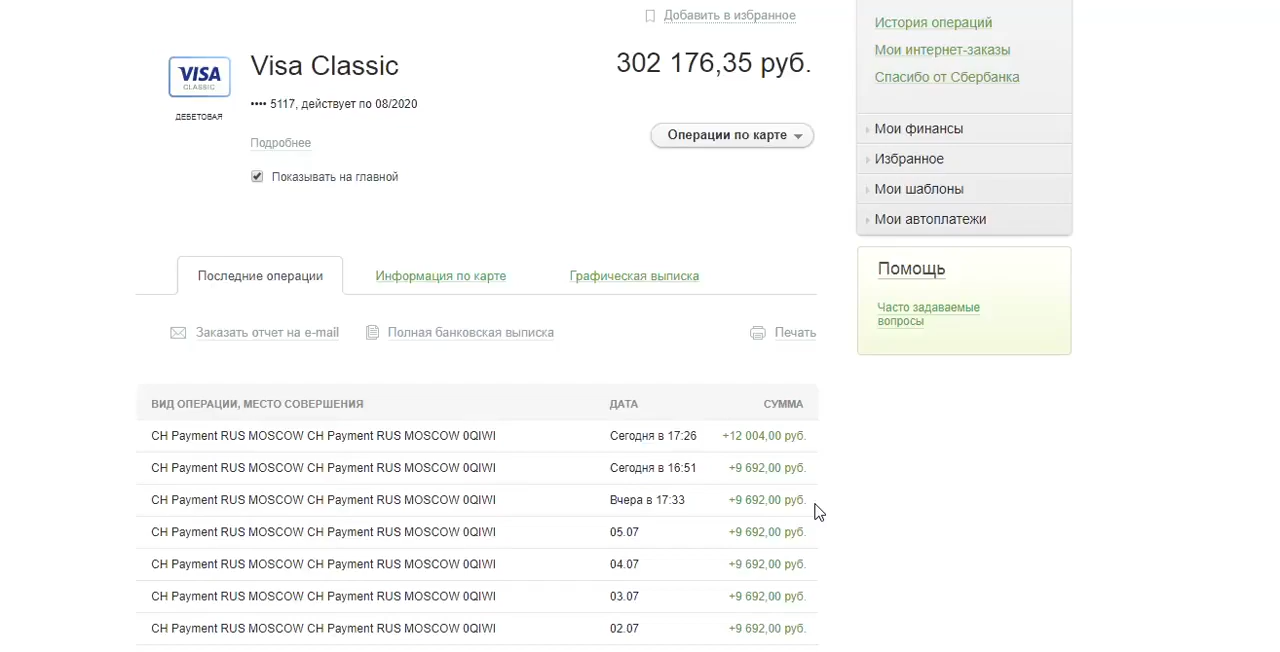 Добавить в избранное
История операций
Мои интернет-заказы
Спасибо от Сбербанка
VISA
CLASSIC
ДЕБЕТОВАЯ
Visa Classic
302 176,35 руб.
•••• 5117, действует по 08/2020
Операции по карте
Подробнее
Показывать на главной
Мои финансы
Избранное
Мои шаблоны
Мои автоплатежи
Помощь
Часто задаваемые
вопросы
Последние операции Информация по карте Графическая выписка
Заказать отчет на e-mail Полная банковская выписка Печать
ВИД ОПЕРАЦИИ, МЕСТО СОВЕРШЕНИЯ ДАТА СУММА
CH Payment RUS MOSCOW CH Payment RUS MOSCOW 0QIWI Сегодня в 17:26 +12 004,00 руб.
CH Payment RUS MOSCOW CH Payment RUS MOSCOW 0QIWI Сегодня в 16:51 +9 692,00 руб.
CH Payment RUS MOSCOW CH Payment RUS MOSCOW 0QIWI Вчера в 17:33 +9 692,00 руб.
CH Payment RUS MOSCOW CH Payment RUS MOSCOW 0QIWI 05.07 +9 692,00 руб.
CH Payment RUS MOSCOW CH Payment RUS MOSCOW 0QIWI 04.07 +9 692,00 руб.
CH Payment RUS MOSCOW CH Payment RUS MOSCOW 0QIWI 03.07 +9 692,00 руб.
CH Payment RUS MOSCOW CH Payment RUS MOSCOW 0QIWI 02.07 +9 692,00 руб.